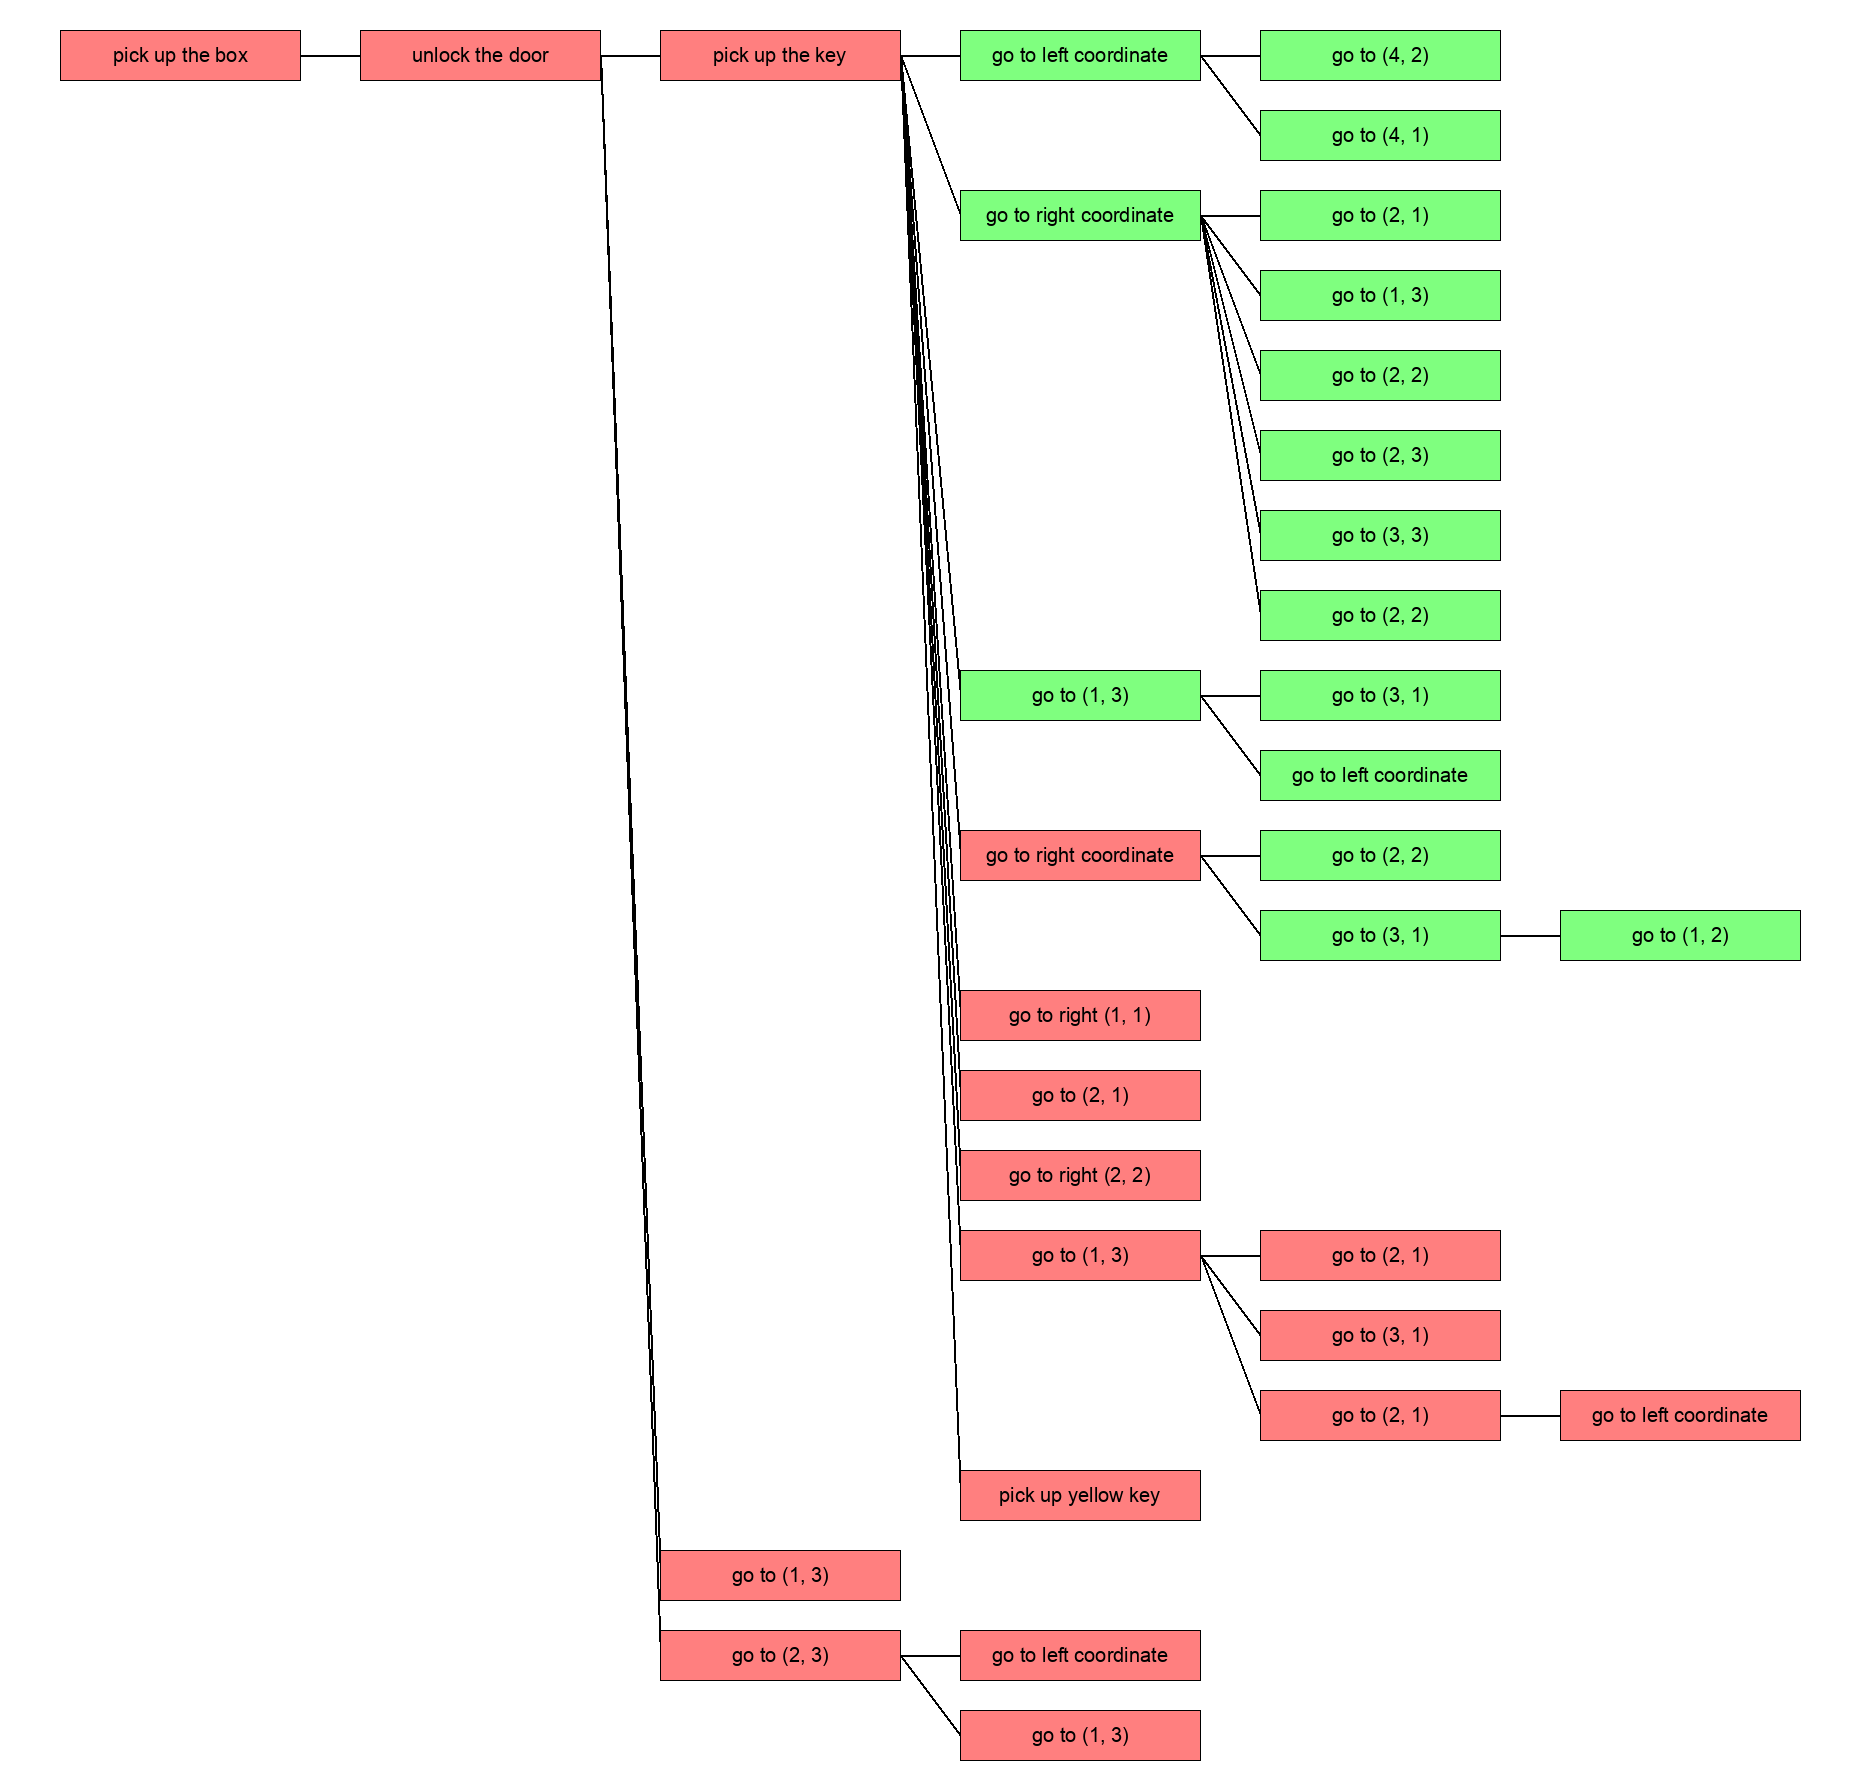 pick up the box
unlock the door
pick up the key
go to left coordinate
go to (4, 2)
go to (4, 1)
go to right coordinate
go to (2, 1)
go to (1, 3)
go to (2, 2)
go to (2, 3)
go to (3, 3)
go to (2, 2)
go to (1, 3)
go to (3, 1)
go to left coordinate
go to right coordinate
go to (2, 2)
go to (3, 1)
go to (1, 2)
go to right (1, 1)
go to (2, 1)
go to right (2, 2)
go to (1, 3)
go to (2, 1)
go to (3, 1)
go to (2, 1)
go to left coordinate
pick up yellow key
go to (1, 3)
go to (2, 3)
go to left coordinate
go to (1, 3)